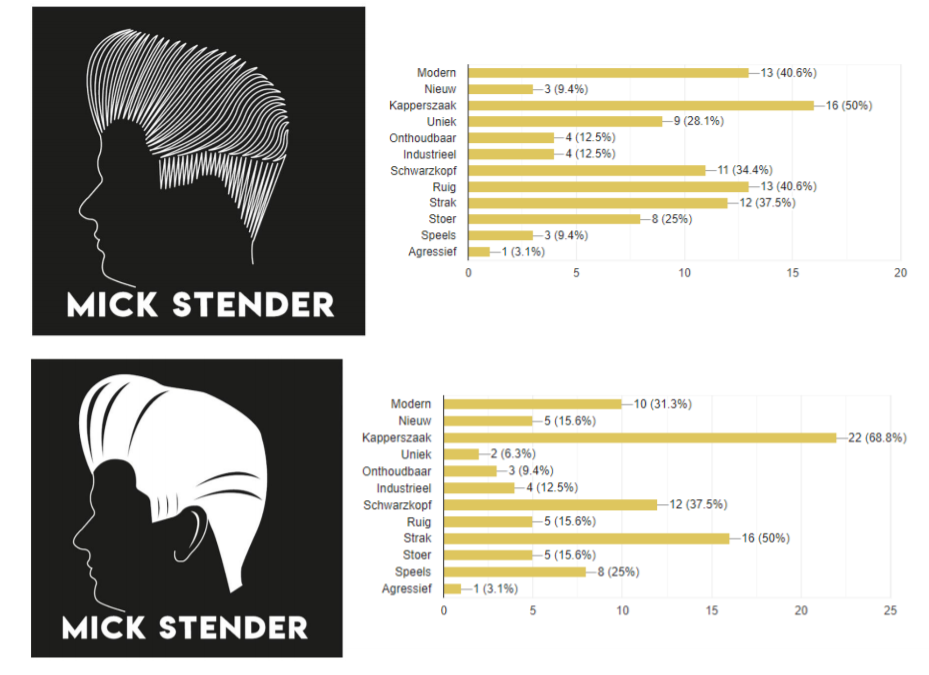 MICK STENDER
Modern 13 (40.6%)
Nieuw 3 (9.4%)
Kapperszaak 16 (50%)
Uniek 9 (28.1%)
Onthoudbaar 4 (12.5%)
Industrieel 4 (12.5%)
Schwarzkopf 11 (34.4%)
Ruig 13 (40.6%)
Strak 12 (37.5%)
Stoer 8 (25%)
Speels 3 (9.4%)
Agressief 1 (3.1%)
0 5 10 15 20
MICK STENDER
Modern 10 (31.3%)
Nieuw 5 (15.6%)
Kapperszaak 22 (68.8%)
Uniek 2 (6.3%)
Onthoudbaar 3 (9.4%)
Industrieel 4 (12.5%)
Schwarzkopf 12 (37.5%)
Ruig 5 (15.6%)
Strak 16 (50%)
Stoer 5 (15.6%)
Speels 8 (25%)
Agressief 1 (3.1%)
0 5 10 15 20 25